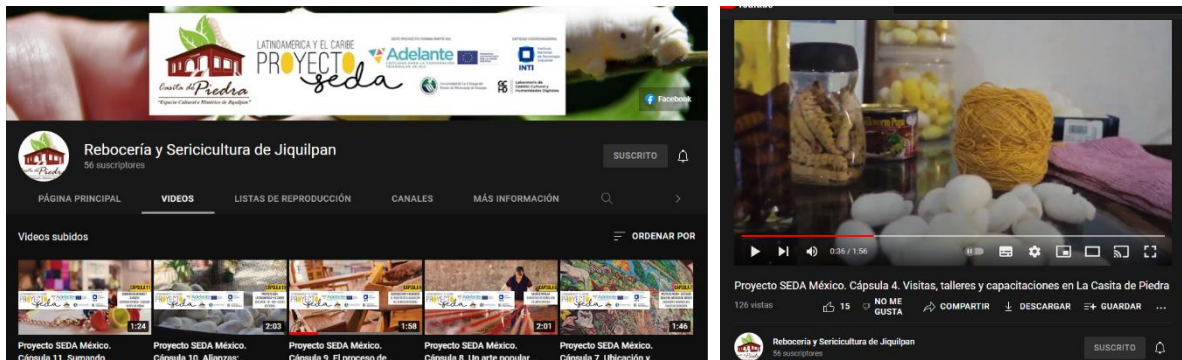 Casita de
Piedra
"Espacio Cultural e Histórico de Jiquilpan"
LATINOAMERICA Y EL CARIBE
PROYECTO
seda
Adelante
INTI
Facebook
Rebocería y Sericicultura de Jiquilpan
56 suscriptores
SUSCRITO
PÁGINA PRINCIPAL VIDEOS LISTAS DE REPRODUCCIÓN CANALES MÁS INFORMACIÓN
Videos subidos
ORDENAR POR
1:24
2:03
1:58
2:01
1:46
Proyecto SEDA México.
Cápsula 11. Sumando
Proyecto SEDA México.
Cápsula 10. Alianzas:
Proyecto SEDA México.
Cápsula 9. El proceso de
Proyecto SEDA México.
Cápsula 8. Un arte popular
Proyecto SEDA México.
Cápsula 7. Ubicación y
0:36 / 1:56
Proyecto SEDA México. Cápsula 4. Visitas, talleres y capacitaciones en La Casita de Piedra
126 vistas
15
NO ME
GUSTA
COMPARTIR
DESCARGAR
GUARDAR
Rebocería y Sericicultura de Jiquilpan
56 suscriptores
SUSCRITO